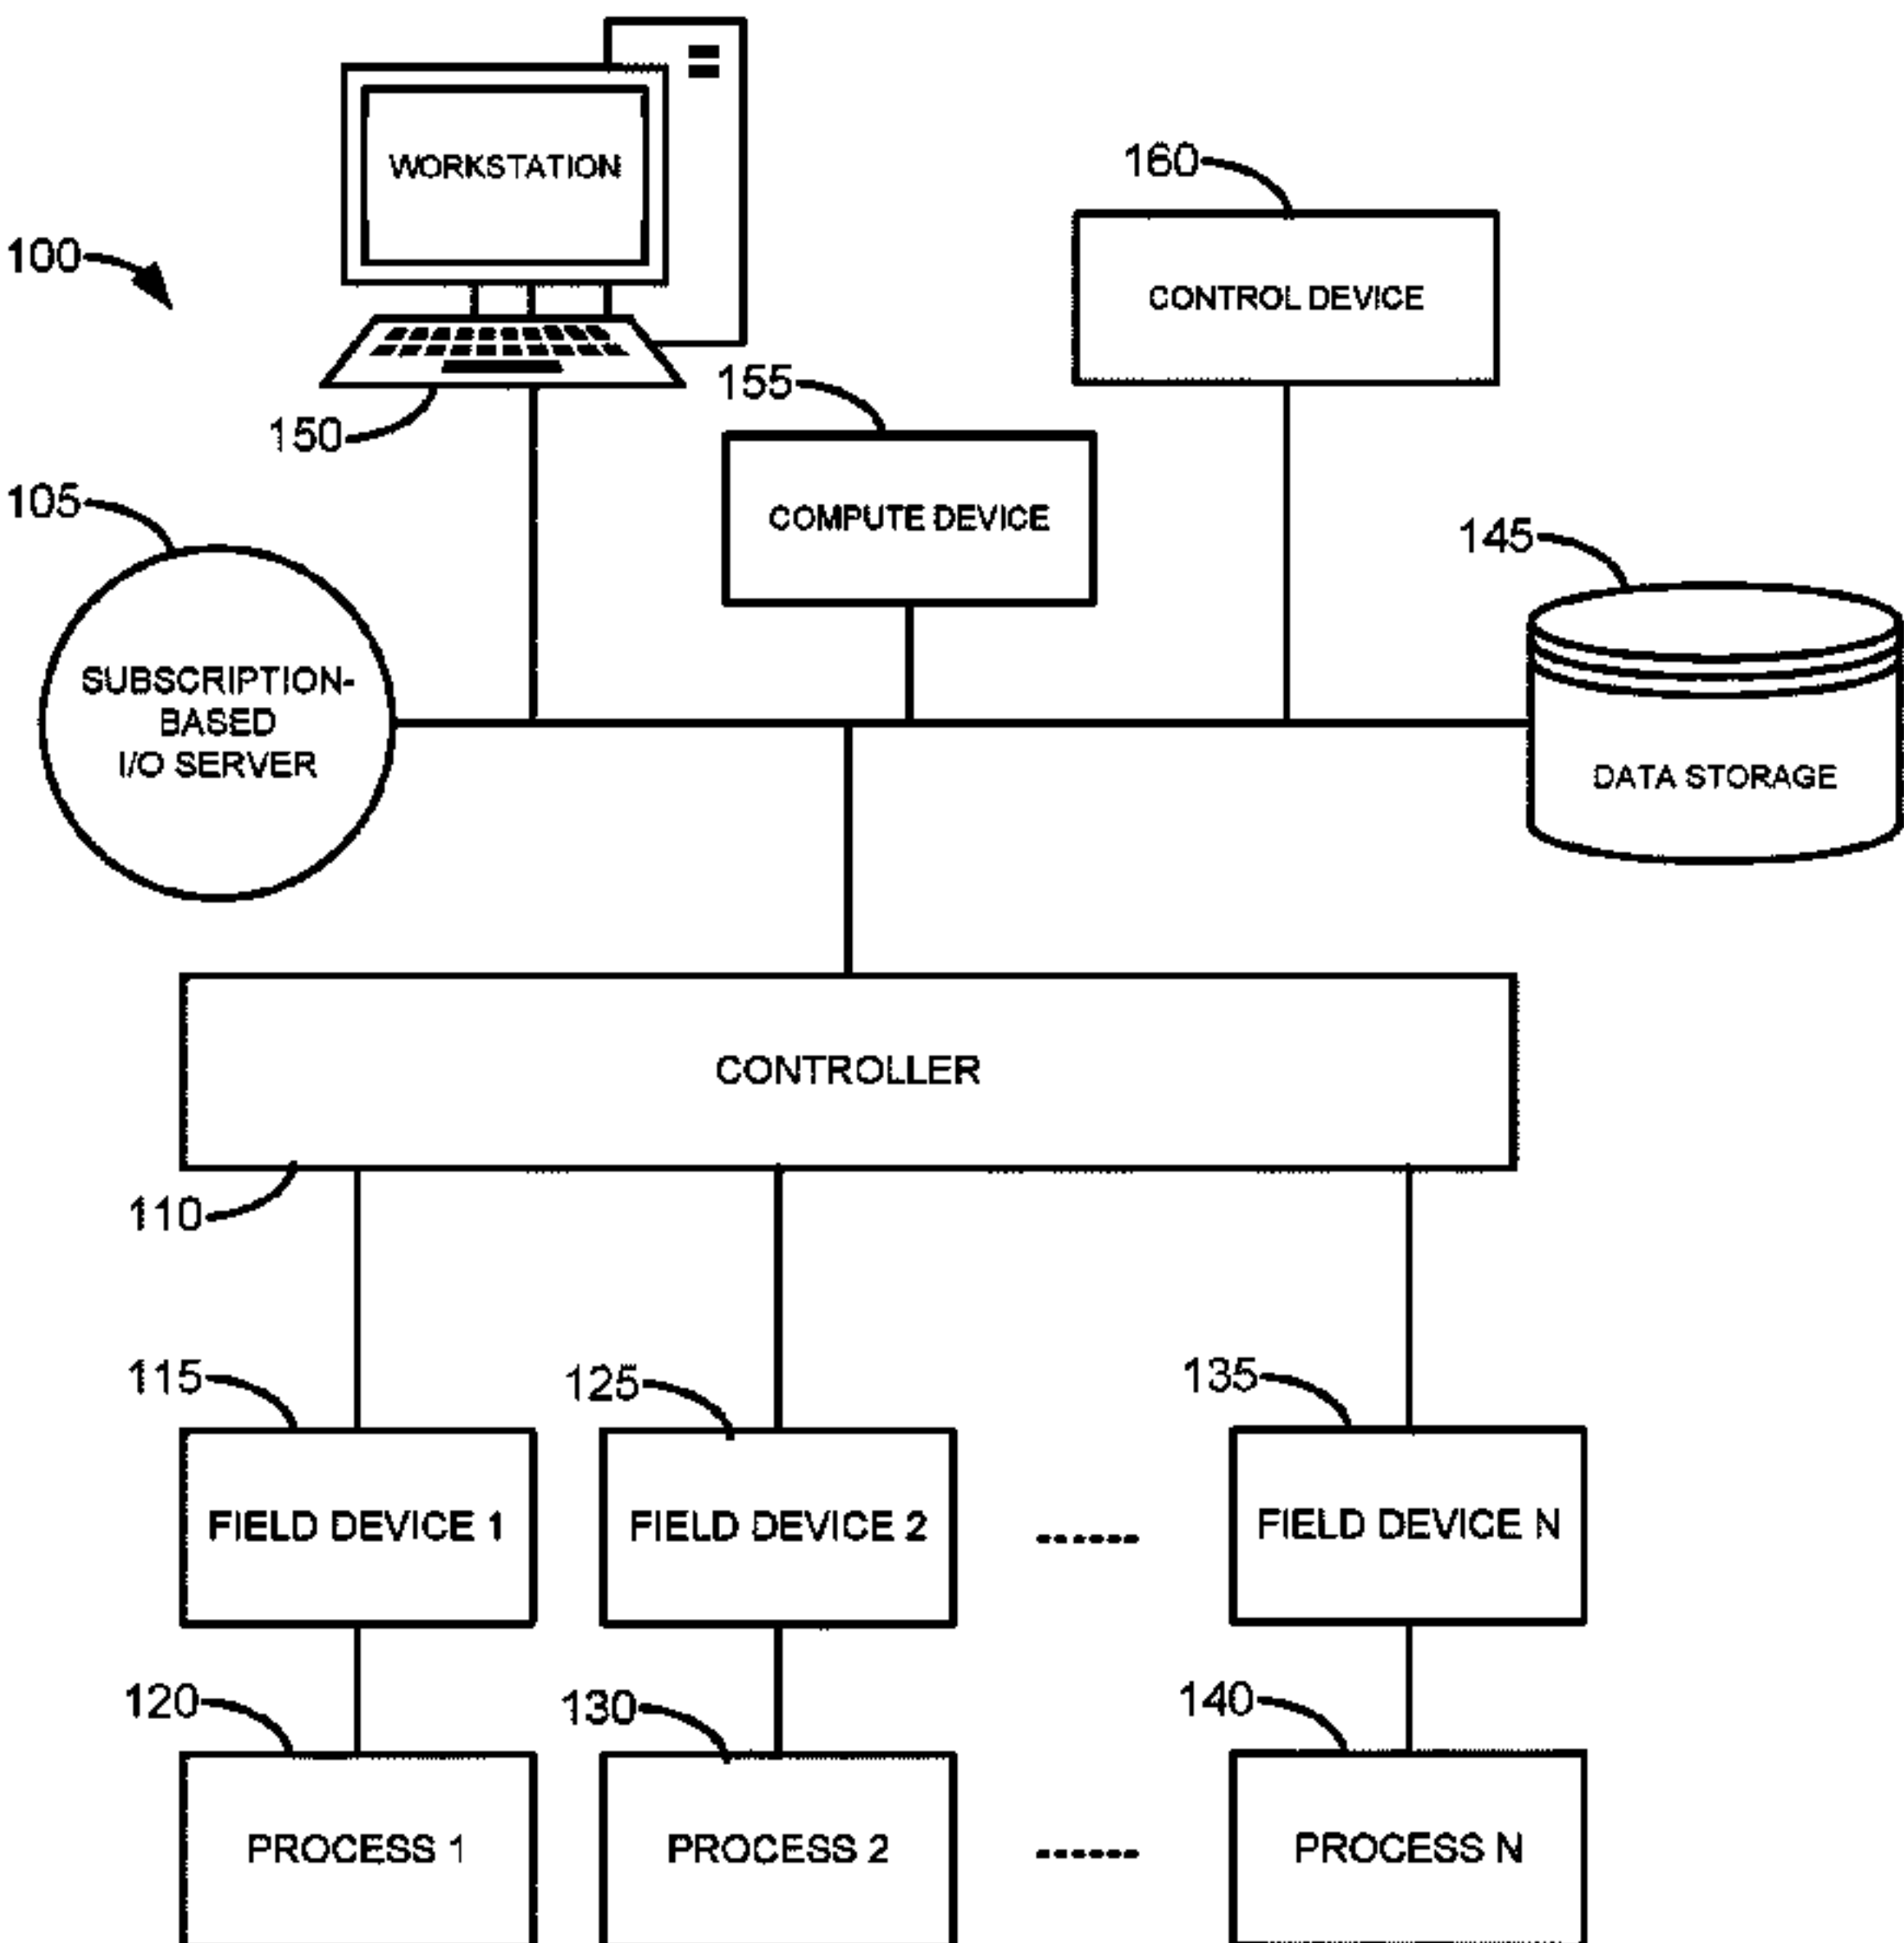 WORKSTATION
160
100
CONTROL DEVICE
155
150
105
COMPUTE DEVICE
145
SUBSCRIPTION-
BASED
I/O SERVER
DATA STORAGE
CONTROLLER
110
115
125
135
FIELD DEVICE 1
FIELD DEVICE 2
......
FIELD DEVICE N
120
130
140
PROCESS 1
PROCESS 2
......
PROCESS N